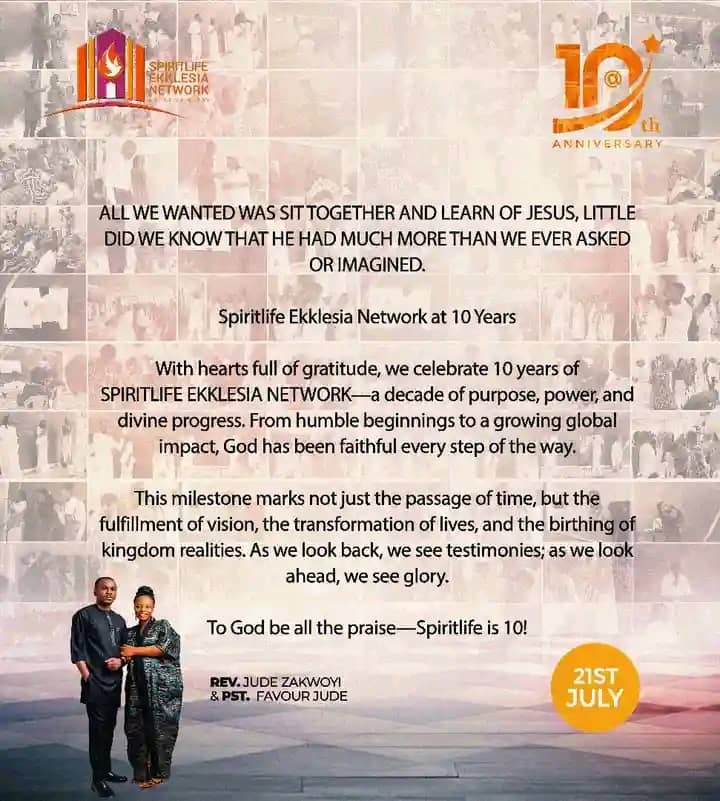 SPIRITLIFE
EKKLESIA
NETWORK
10@
th
ANNIVERSARY
ALL WE WANTED WAS SIT TOGETHER AND LEARN OF JESUS, LITTLE
DID WE KNOW THAT HE HAD MUCH MORE THAN WE EVER ASKED
OR IMAGINED.
Spiritlife Ekklesia Network at 10 Years
With hearts full of gratitude, we celebrate 10 years of
SPIRITLIFE EKKLESIA NETWORK—a decade of purpose, power, and
divine progress. From humble beginnings to a growing global
impact, God has been faithful every step of the way.
This milestone marks not just the passage of time, but the
fulfillment of vision, the transformation of lives, and the birthing of
kingdom realities. As we look back, we see testimonies; as we look
ahead, we see glory.
To God be all the praise—Spiritlife is 10!
REV. JUDE ZAKWOYI
& PST. FAVOUR JUDE
21ST
JULY